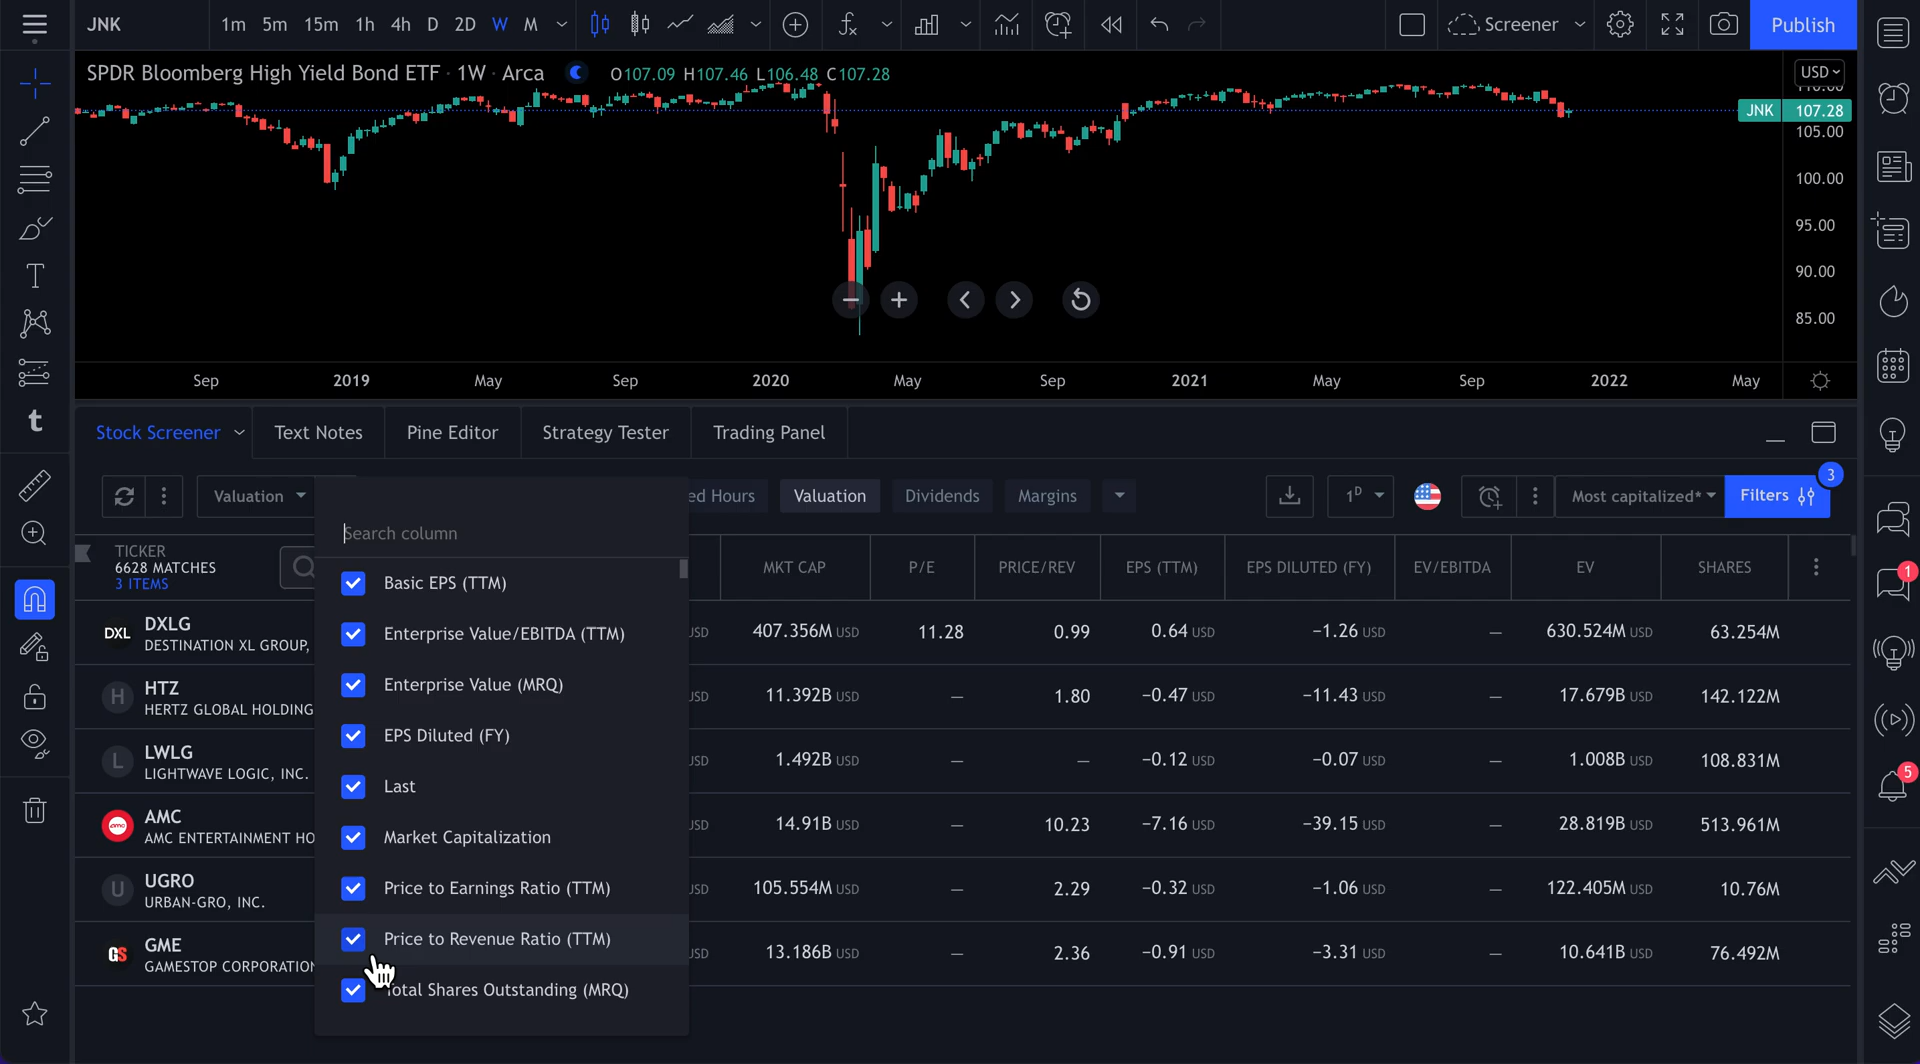 JNK 1m 5m 15m 1h 4h D 2D W M Screener Publish
SPDR Bloomberg High Yield Bond ETF · 1W · Arca O107.09 H107.46 L106.48 C107.28 USD
JNK 107.28
105.00
100.00
95.00
90.00
85.00
Sep 2019 May Sep 2020 May Sep 2021 May Sep 2022 May
Stock Screener Text Notes Pine Editor Strategy Tester Trading Panel
3
Valuation ed Hours Valuation Dividends Margins 1D Most capitalized* Filters
Search column
TICKER
6628 MATCHES
3 ITEMS
MKT CAP P/E PRICE/REV EPS (TTM) EPS DILUTED (FY) EV/EBITDA EV SHARES
Basic EPS (TTM)
Enterprise Value/EBITDA (TTM)
Enterprise Value (MRQ)
EPS Diluted (FY)
Last
Market Capitalization
Price to Earnings Ratio (TTM)
Price to Revenue Ratio (TTM)
Total Shares Outstanding (MRQ)
DXL DXLG SD 407.356M USD 11.28 0.99 0.64 USD −1.26 USD — 630.524M USD 63.254M
DESTINATION XL GROUP,
H HTZ SD 11.392B USD — 1.80 −0.47 USD −11.43 USD — 17.679B USD 142.122M
HERTZ GLOBAL HOLDING
L LWLG SD 1.492B USD — — −0.12 USD −0.07 USD — 1.008B USD 108.831M
LIGHTWAVE LOGIC, INC.
amc AMC SD 14.91B USD — 10.23 −7.16 USD −39.15 USD — 28.819B USD 513.961M
AMC ENTERTAINMENT HO
U UGRO SD 105.554M USD — 2.29 −0.32 USD −1.06 USD — 122.405M USD 10.76M
URBAN-GRO, INC.
GS GME SD 13.186B USD — 2.36 −0.91 USD −3.31 USD — 10.641B USD 76.492M
GAMESTOP CORPORATION
1
5